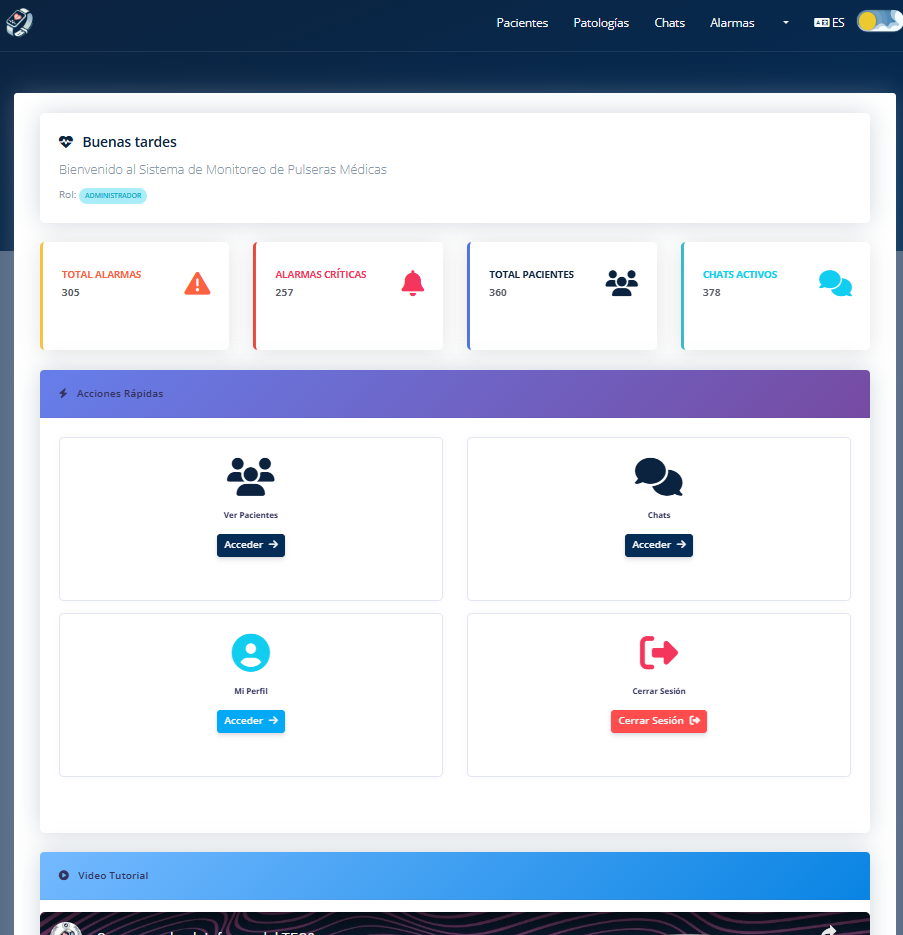 Pacientes Patologías Chats Alarmas ES
Buenas tardes
Bienvenido al Sistema de Monitoreo de Pulseras Médicas
Rol: ADMINISTRADOR
TOTAL ALARMAS
305
ALARMAS CRÍTICAS
257
TOTAL PACIENTES
360
CHATS ACTIVOS
378
Acciones Rápidas
Ver Pacientes
Acceder
Chats
Acceder
Mi Perfil
Acceder
Cerrar Sesión
Cerrar Sesión
Video Tutorial